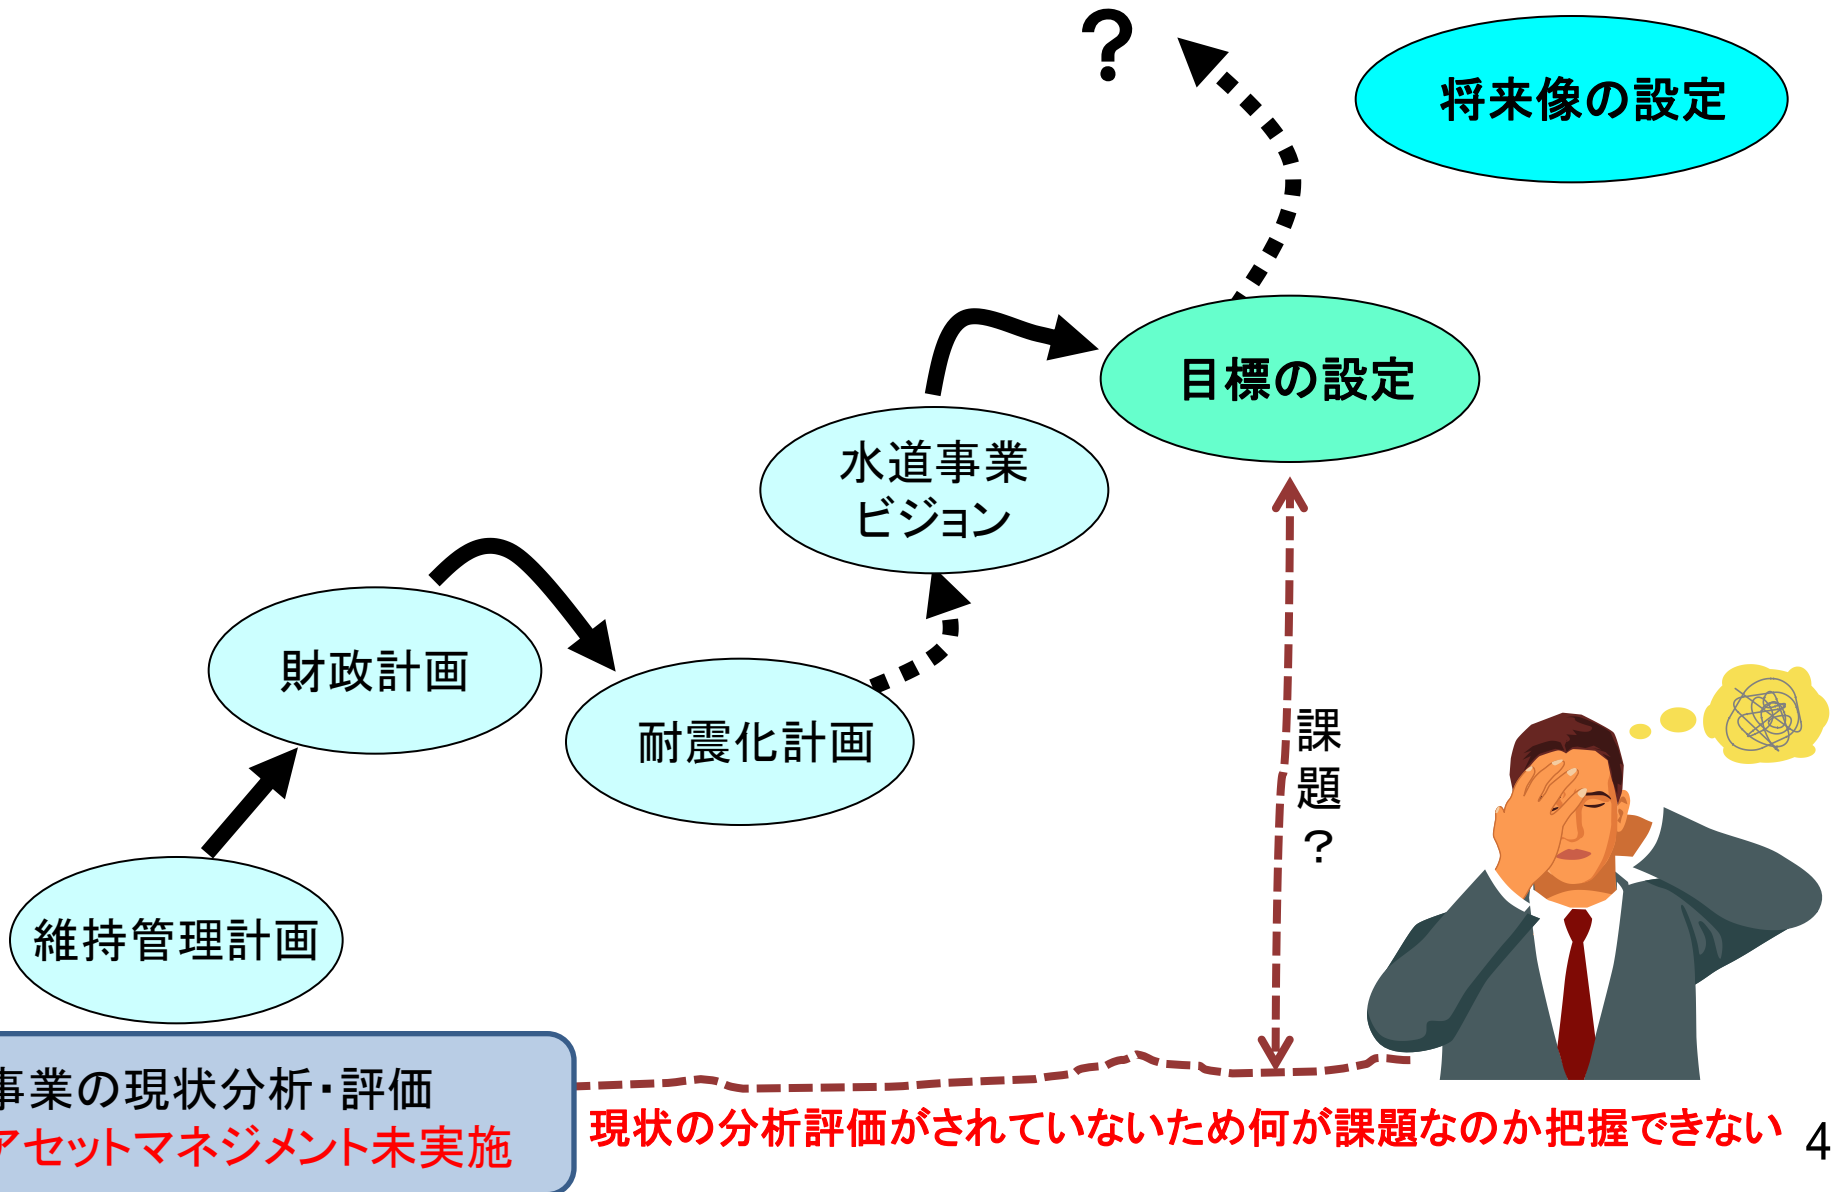 ?
将来像の設定
目標の設定
水道事業
ビジョン
財政計画
耐震化計画
課
題
?
維持管理計画
事業の現状分析・評価
アセットマネジメント未実施
現状の分析評価がされていないため何が課題なのか把握できない
4